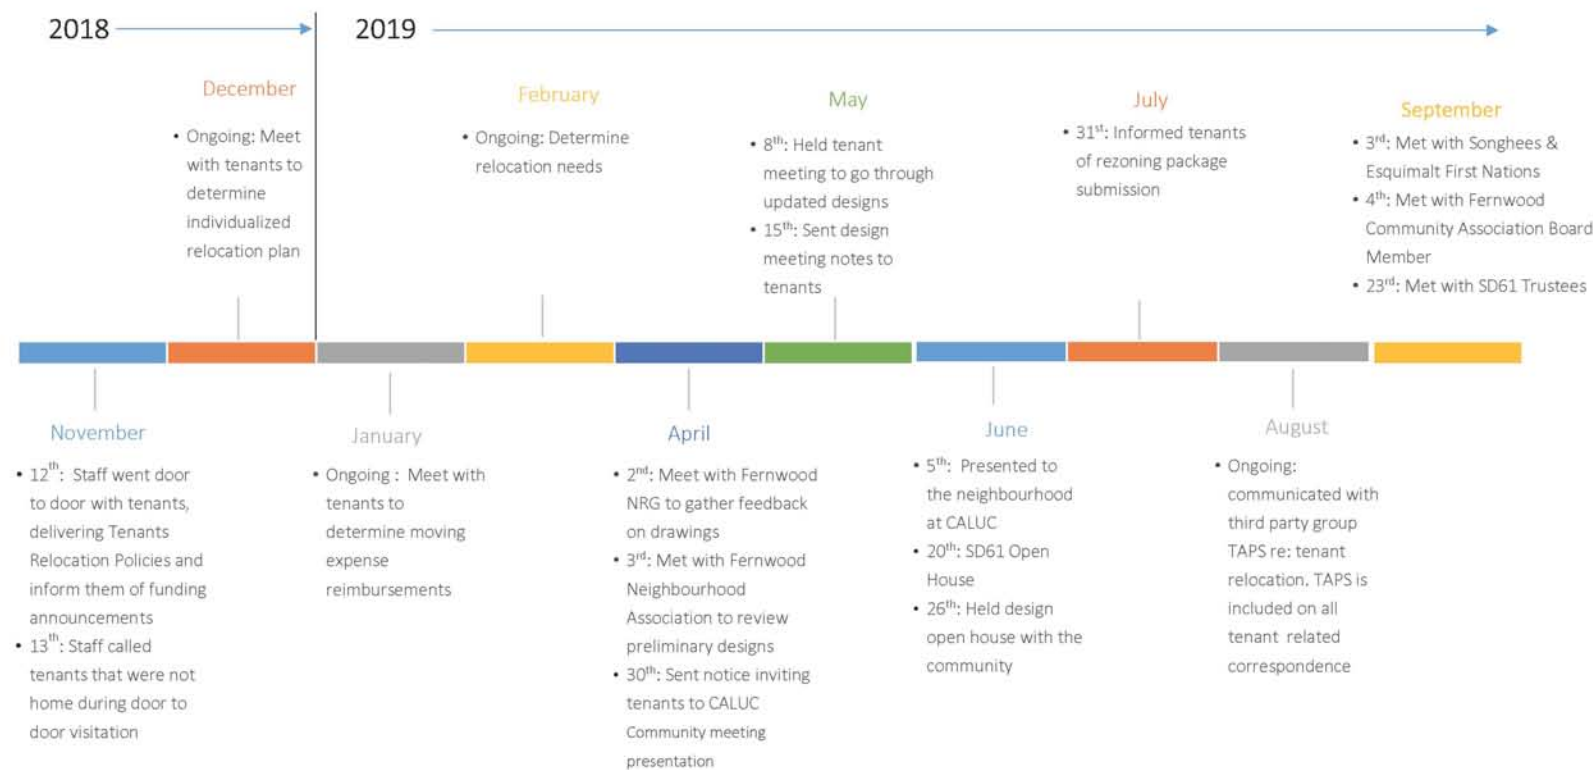 2018
2019
December
• Ongoing: Meet
with tenants to
determine
individualized
relocation plan
February
• Ongoing: Determine
relocation needs
May
• 8th: Held tenant
meeting to go through
updated designs
• 15th: Sent design
meeting notes to
tenants
July
• 31st: Informed tenants
of rezoning package
submission
September
• 3rd: Met with Songhees &
Esquimalt First Nations
• 4th: Met with Fernwood
Community Association Board
Member
• 23rd: Met with SD61 Trustees
November
• 12th: Staff went door
to door with tenants,
delivering Tenants
Relocation Policies and
inform them of funding
announcements
• 13th: Staff called
tenants that were not
home during door to
door visitation
January
• Ongoing : Meet with
tenants to
determine moving
expense
reimbursements
April
• 2nd: Meet with Fernwood
NRG to gather feedback
on drawings
• 3rd: Met with Fernwood
Neighbourhood
Association to review
preliminary designs
• 30th: Sent notice inviting
tenants to CALUC
Community meeting
presentation
June
• 5th: Presented to
the neighbourhood
at CALUC
• 20th: SD61 Open
House
• 26th: Held design
open house with the
community
August
• Ongoing:
communicated with
third party group
TAPS re: tenant
relocation. TAPS is
included on all
tenant related
correspondence